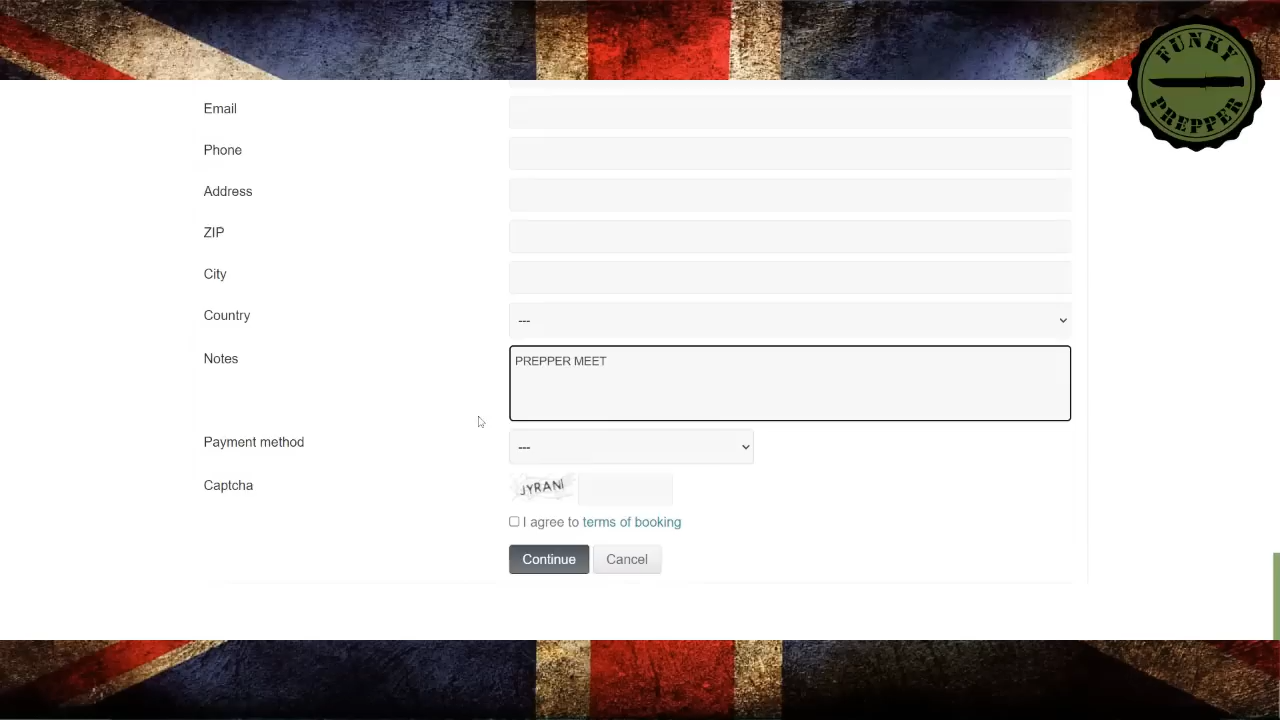 FUNKY
PREPPER
Email
Phone
Address
ZIP
City
Country
---
Notes
PREPPER MEET
Payment method
---
Captcha
JYRANI
I agree to terms of booking
Continue
Cancel